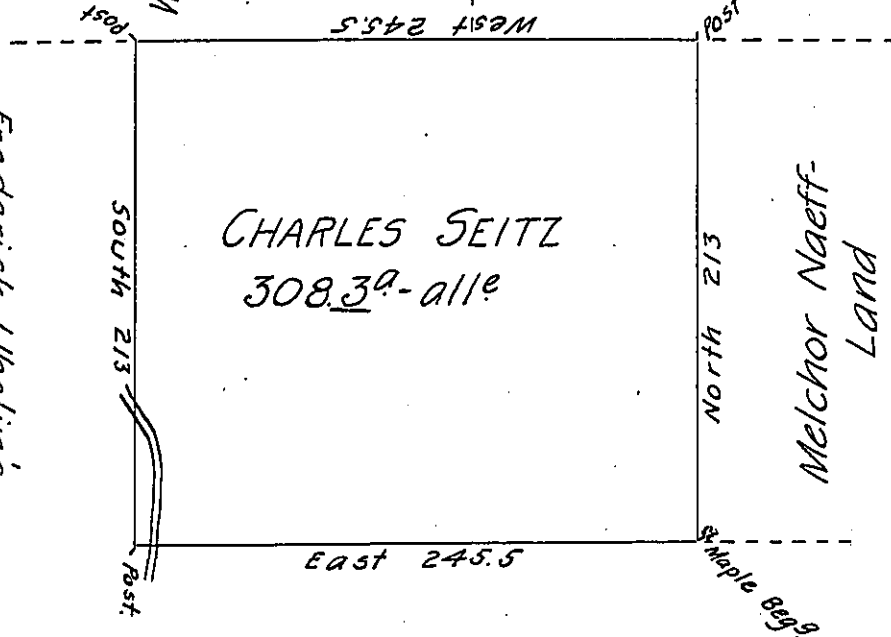 post
West 245.5
Post
South 213
CHARLES SEITZ
308.3ª-allᵉ
North 213
Melchor Naeff-
Land
East 245.5
Post.
Maple Begg
Frederick